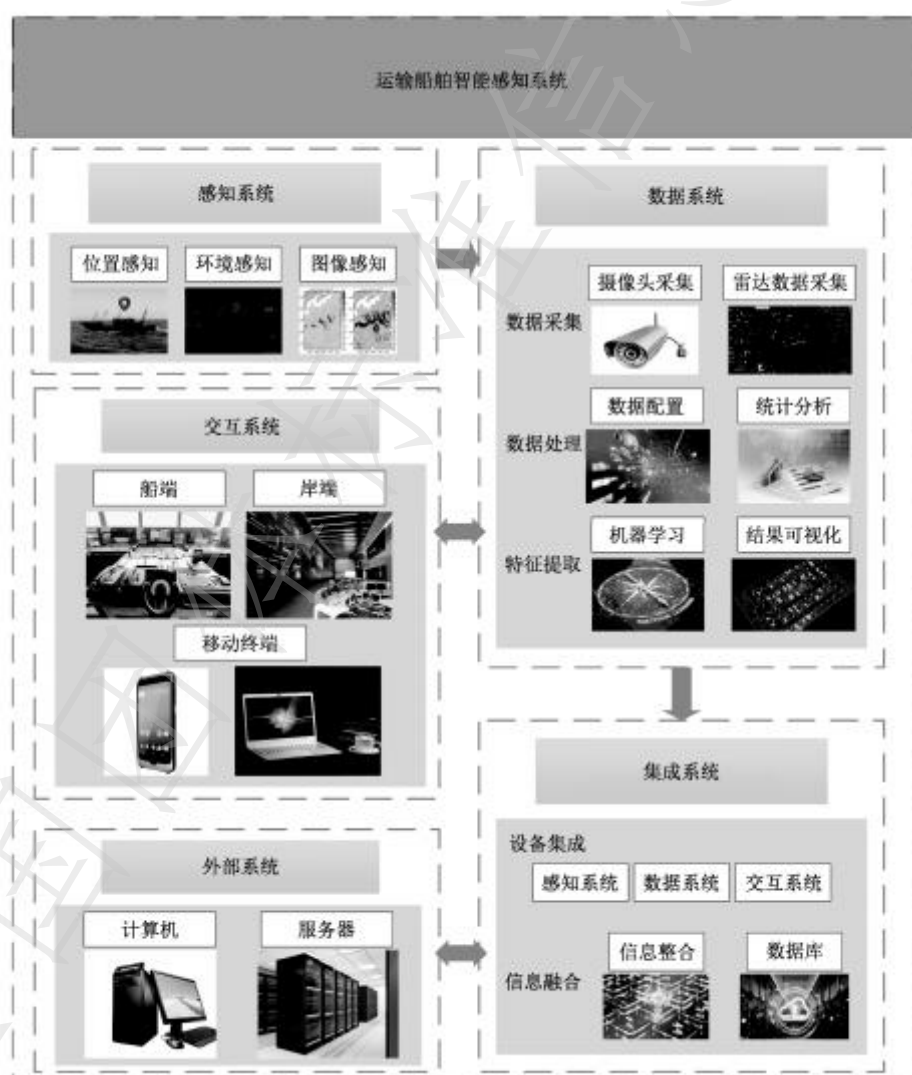 运输船舶智能感知系统
感知系统
位置感知 环境感知 图像感知
数据系统
摄像头采集 雷达数据采集
数据采集
数据配置 统计分析
数据处理
机器学习 结果可视化
特征提取
交互系统
船端 岸端
移动终端
集成系统
设备集成
感知系统 数据系统 交互系统
信息整合 数据库
信息融合
外部系统
计算机 服务器